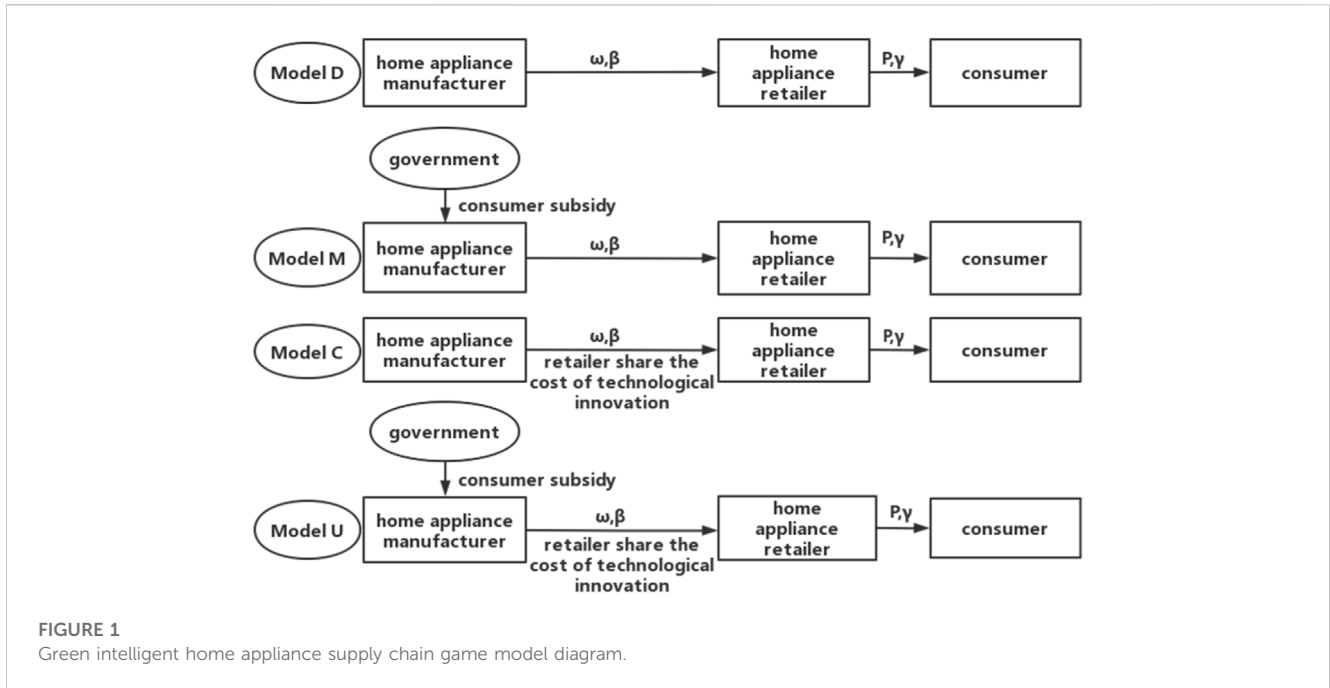 Model D
home appliance
manufacturer
ω,β
home
appliance
retailer
P,γ
consumer
government
consumer subsidy
Model M
home appliance
manufacturer
ω,β
home
appliance
retailer
P,γ
consumer
Model C
home appliance
manufacturer
ω,β
retailer share the
cost of technological
innovation
home
appliance
retailer
P,γ
consumer
government
consumer subsidy
Model U
home appliance
manufacturer
ω,β
retailer share the
cost of technological
innovation
home
appliance
retailer
P,γ
consumer
FIGURE 1
Green intelligent home appliance supply chain game model diagram.